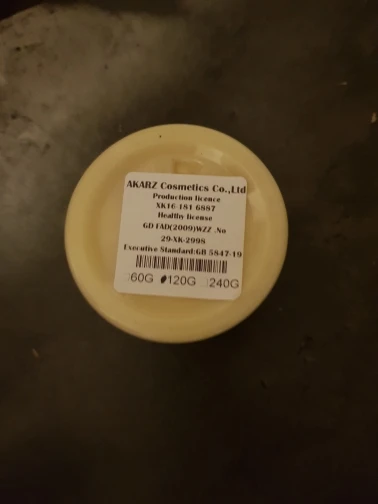 AKARZ Cosmetics Co.,Ltd
Production licence
XK16-181 6887
Healthy license
GD FAD(2009)WZZ .No
29-XK-2998
Executive Standard:GB 5847-19
60G 120G 240G